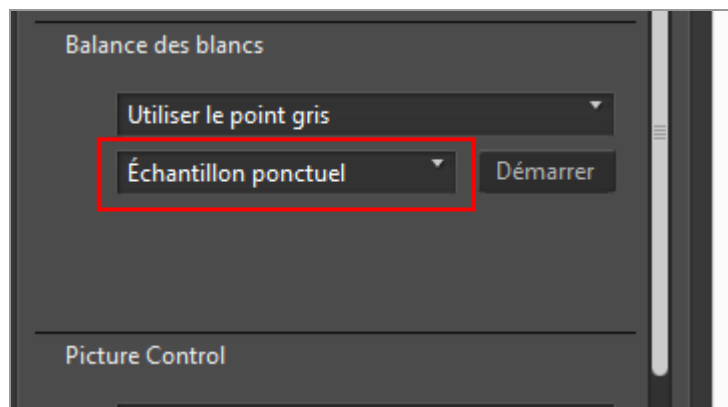 Balance des blancs
Utiliser le point gris
Échantillon ponctuel
Démarrer
Picture Control